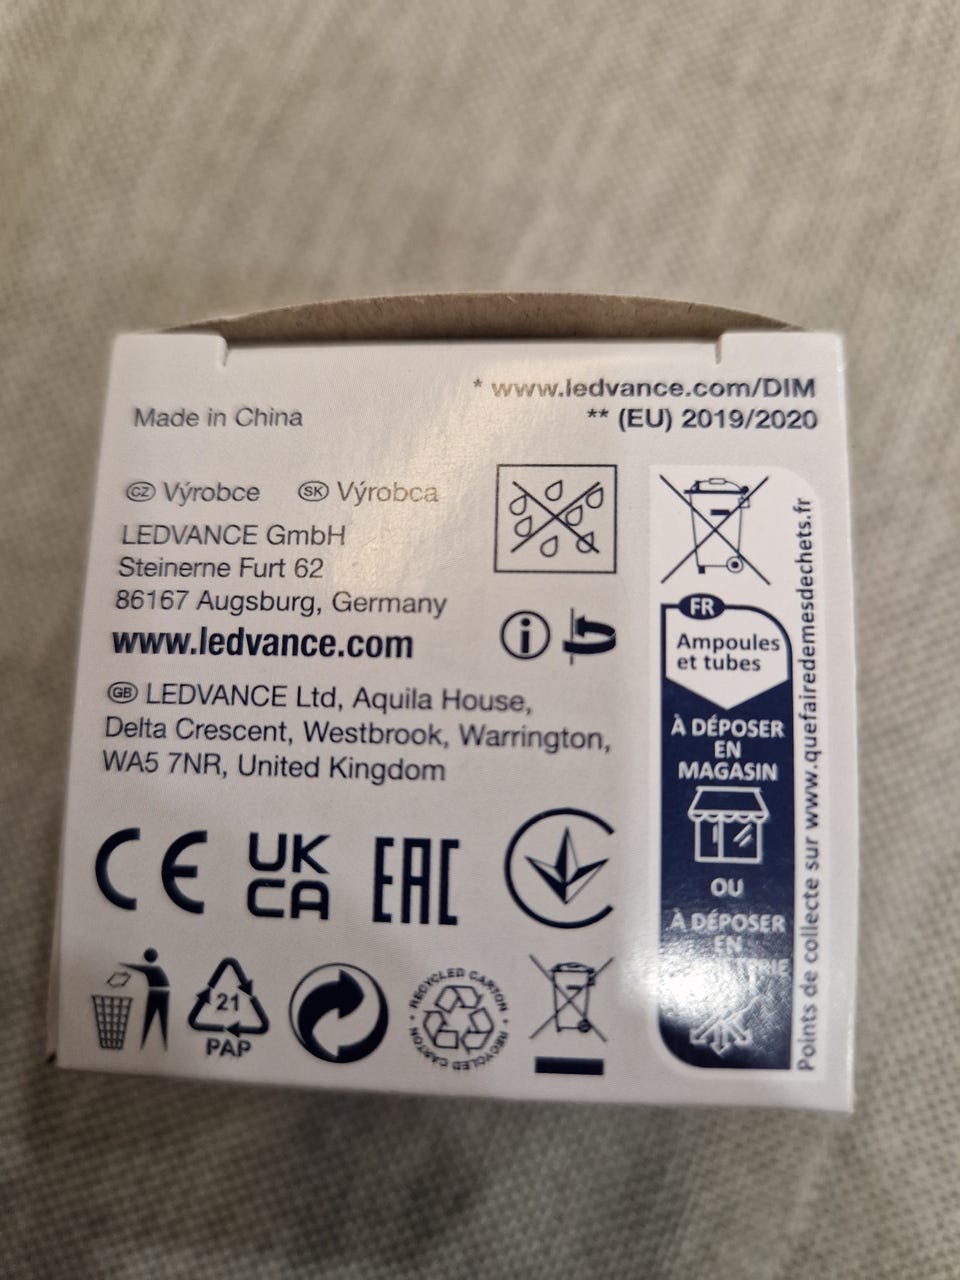 * www.ledvance.com/DIM
Made in China
** (EU) 2019/2020
CZ Výrobce SK Výrobca
LEDVANCE GmbH
Steinerne Furt 62
86167 Augsburg, Germany
www.ledvance.com
GB LEDVANCE Ltd, Aquila House,
Delta Crescent, Westbrook, Warrington,
WA5 7NR, United Kingdom
CE UK
CA
EAC
21
PAP
RECYCLED CARTON • RECYCLED CARTON •
i
FR
Ampoules
et tubes
À DÉPOSER
EN
MAGASIN
OU
À DÉPOSER
EN
Points de collecte sur www.quefairedemesdechets.fr